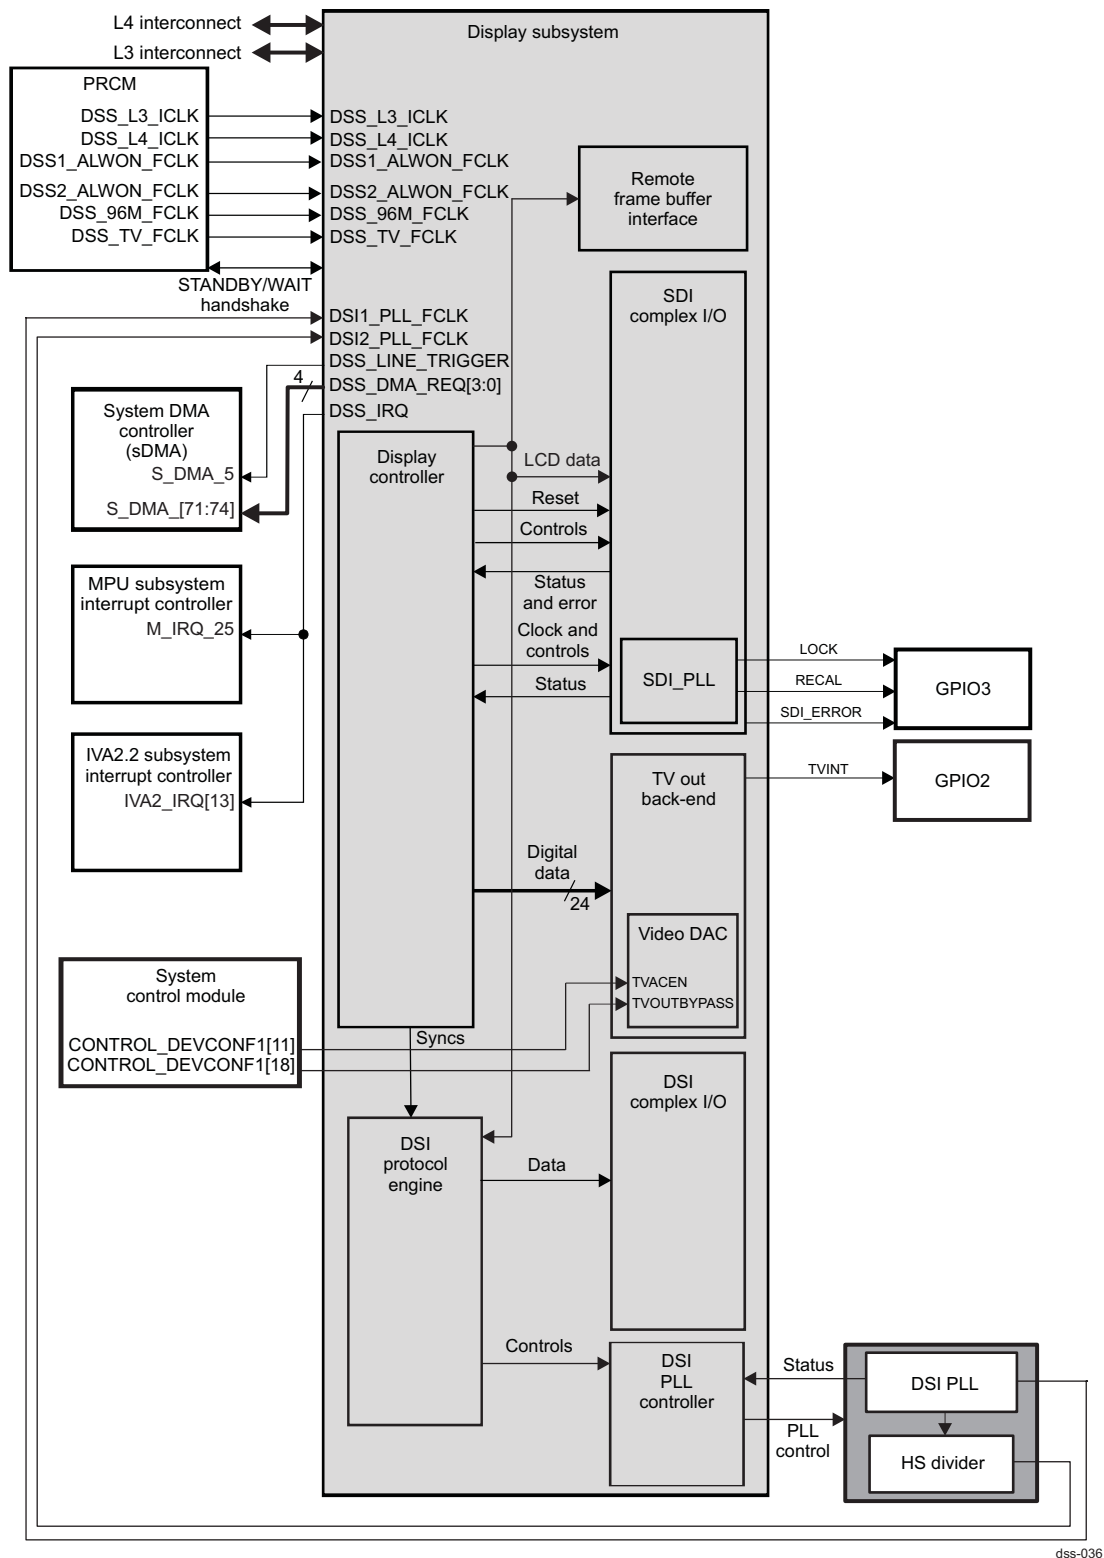 L4 interconnect
L3 interconnect
Display subsystem
PRCM
DSS_L3_ICLK
DSS_L4_ICLK
DSS1_ALWON_FCLK
DSS2_ALWON_FCLK
DSS_96M_FCLK
DSS_TV_FCLK
DSS_L3_ICLK
DSS_L4_ICLK
DSS1_ALWON_FCLK
DSS2_ALWON_FCLK
DSS_96M_FCLK
DSS_TV_FCLK
STANDBY/WAIT
handshake
DSI1_PLL_FCLK
DSI2_PLL_FCLK
DSS_LINE_TRIGGER
DSS_DMA_REQ[3:0]
DSS_IRQ
4
Remote
frame buffer
interface
SDI
complex I/O
System DMA
controller
(sDMA)
S_DMA_5
S_DMA_[71:74]
Display
controller
LCD data
Reset
Controls
Status
and error
Clock and
controls
Status
SDI_PLL
LOCK
RECAL
SDI_ERROR
GPIO3
MPU subsystem
interrupt controller
M_IRQ_25
IVA2.2 subsystem
interrupt controller
IVA2_IRQ[13]
TV out
back-end
TVINT
GPIO2
Digital
data
24
Video DAC
TVACEN
TVOUTBYPASS
System
control module
CONTROL_DEVCONF1[11]
CONTROL_DEVCONF1[18]
Syncs
DSI
complex I/O
DSI
protocol
engine
Data
Controls
DSI
PLL
controller
Status
PLL
control
DSI PLL
HS divider
dss-036